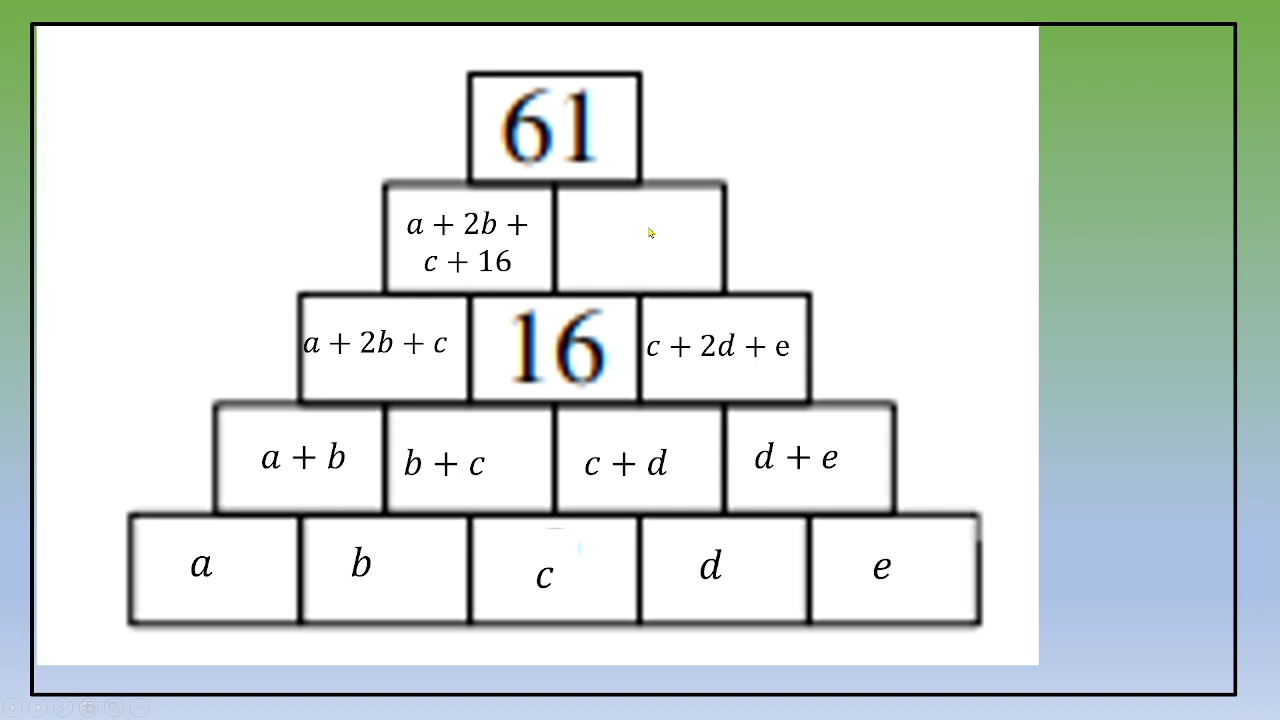 61
a + 2b +
c + 16
a + 2b + c
16
c + 2d + e
a + b
b + c
c + d
d + e
a
b
c
d
e